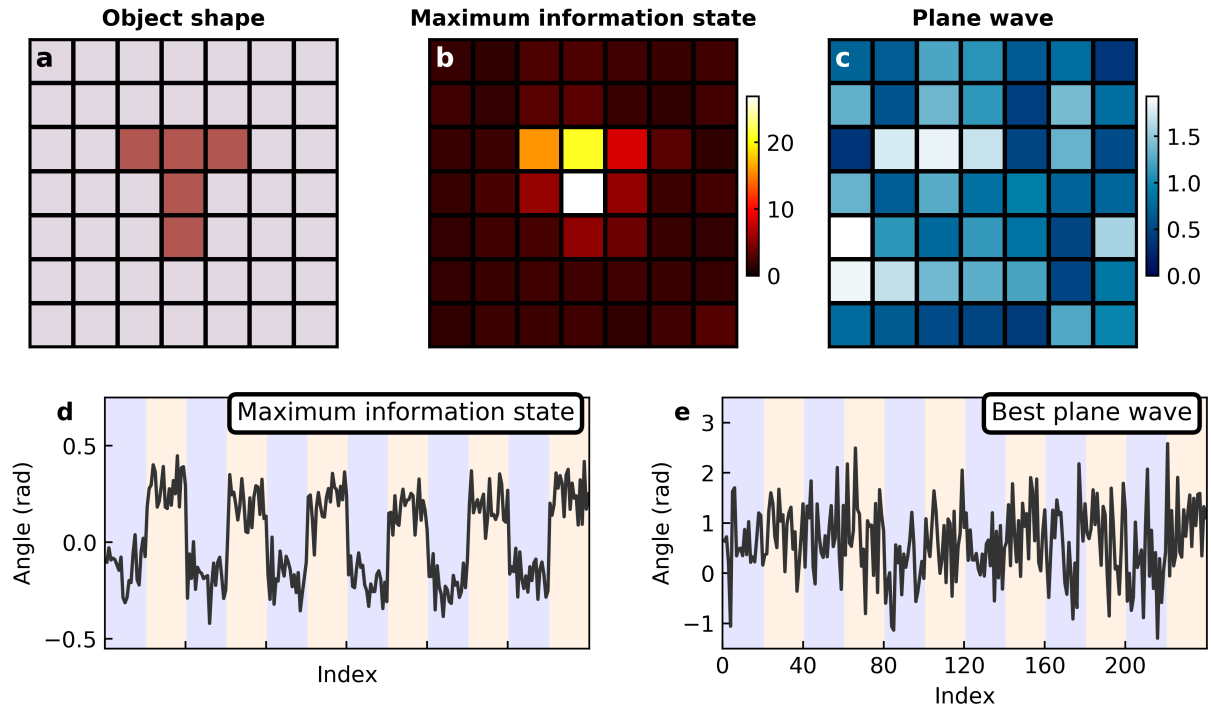 Object shape
Maximum information state
Plane wave
a
b
c
20
10
0
1.5
1.0
0.5
0.0
d
Maximum information state
0.5
0.0
−0.5
Angle (rad)
Index
e
Best plane wave
3
2
1
0
−1
Angle (rad)
0 40 80 120 160 200
Index